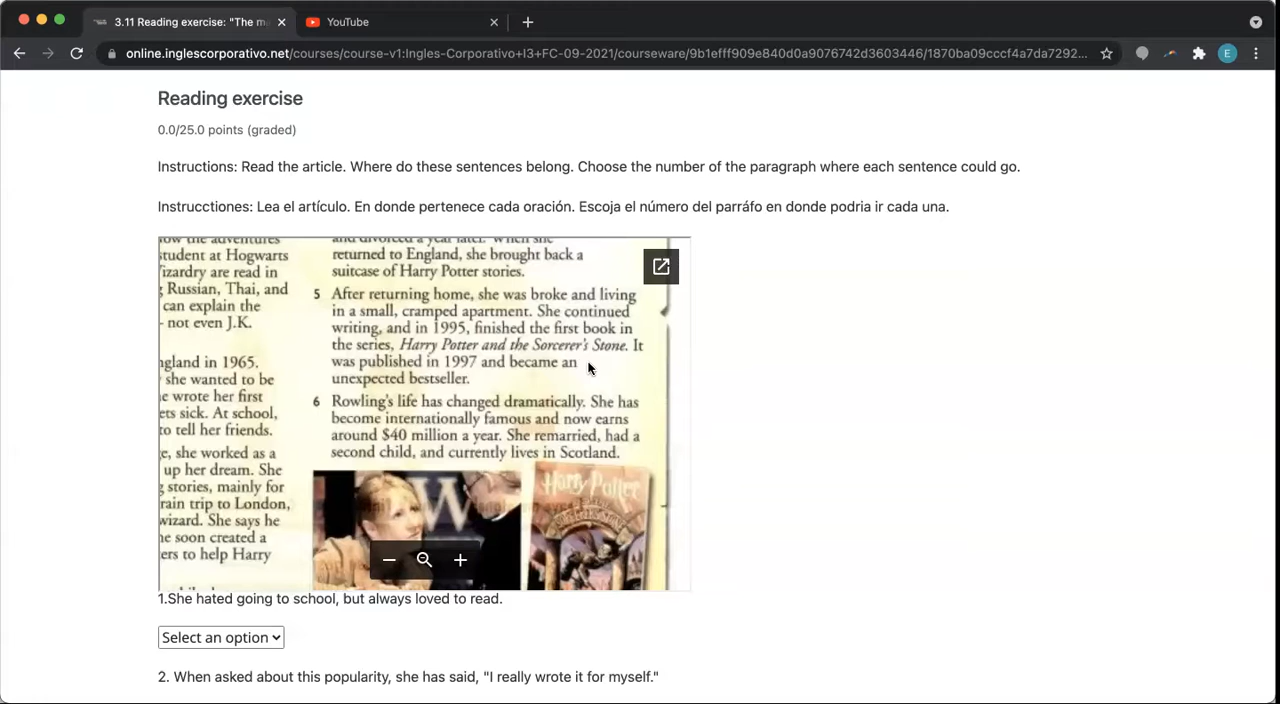 3.11 Reading exercise: "The m
YouTube
online.inglescorporativo.net/courses/course-v1:Ingles-Corporativo+I3+FC-09-2021/courseware/9b1efff909e840d0a9076742d3603446/1870ba09cccf4a7da7292...
E
Reading exercise
0.0/25.0 points (graded)
Instructions: Read the article. Where do these sentences belong. Choose the number of the paragraph where each sentence could go.
Instrucctiones: Lea el artículo. En donde pertenece cada oración. Escoja el número del parráfo en donde podria ir cada una.
ow the adventures
student at Hogwarts
izardry are read in
Russian, Thai, and
can explain the
- not even J.K.
ngland in 1965.
she wanted to be
e wrote her first
ets sick. At school,
to tell her friends.
e, she worked as a
up her dream. She
g stories, mainly for
rain trip to London,
wizard. She says he
he soon created a
ers to help Harry
and divorced a year later. When she
returned to England, she brought back a
suitcase of Harry Potter stories.
5 After returning home, she was broke and living
in a small, cramped apartment. She continued
writing, and in 1995, finished the first book in
the series, Harry Potter and the Sorcerer's Stone. It
was published in 1997 and became an
unexpected bestseller.
6 Rowling's life has changed dramatically. She has
become internationally famous and now earns
around $40 million a year. She remarried, had a
second child, and currently lives in Scotland.
W
Harry Potter
1.She hated going to school, but always loved to read.
Select an option
2. When asked about this popularity, she has said, "I really wrote it for myself."